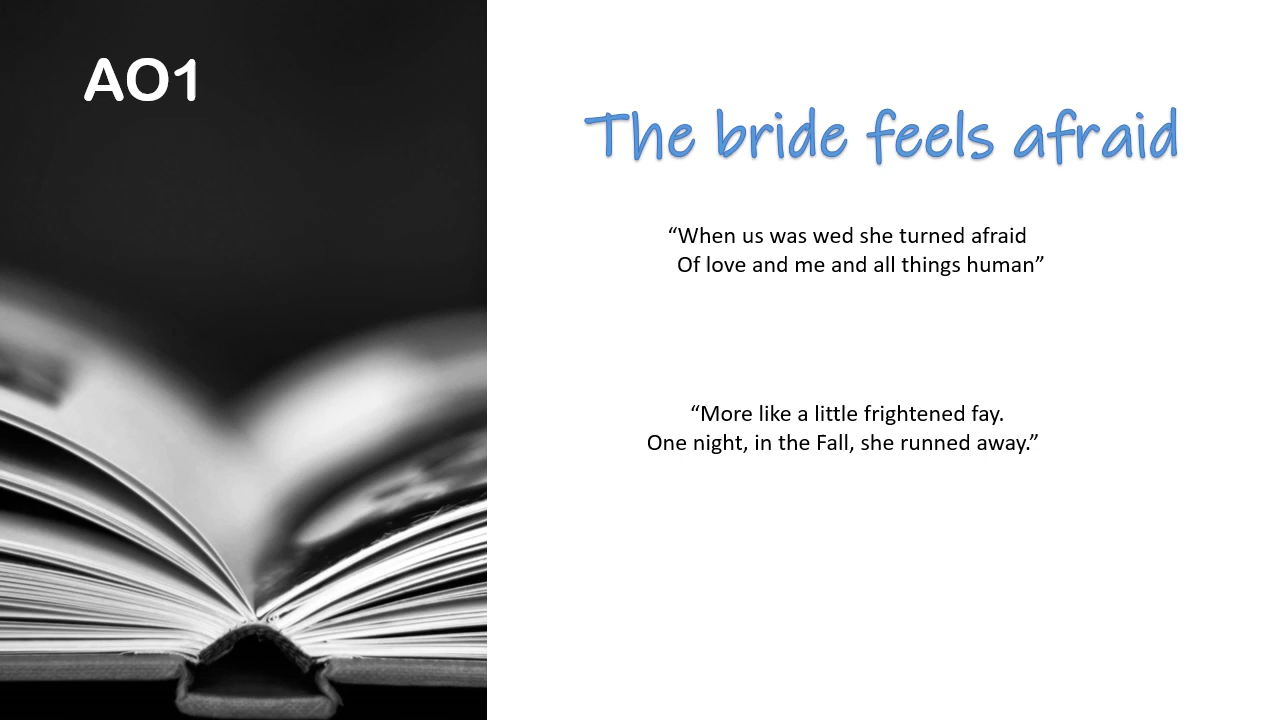 AO1
The bride feels afraid
“When us was wed she turned afraid
Of love and me and all things human”
“More like a little frightened fay.
One night, in the Fall, she runned away.”